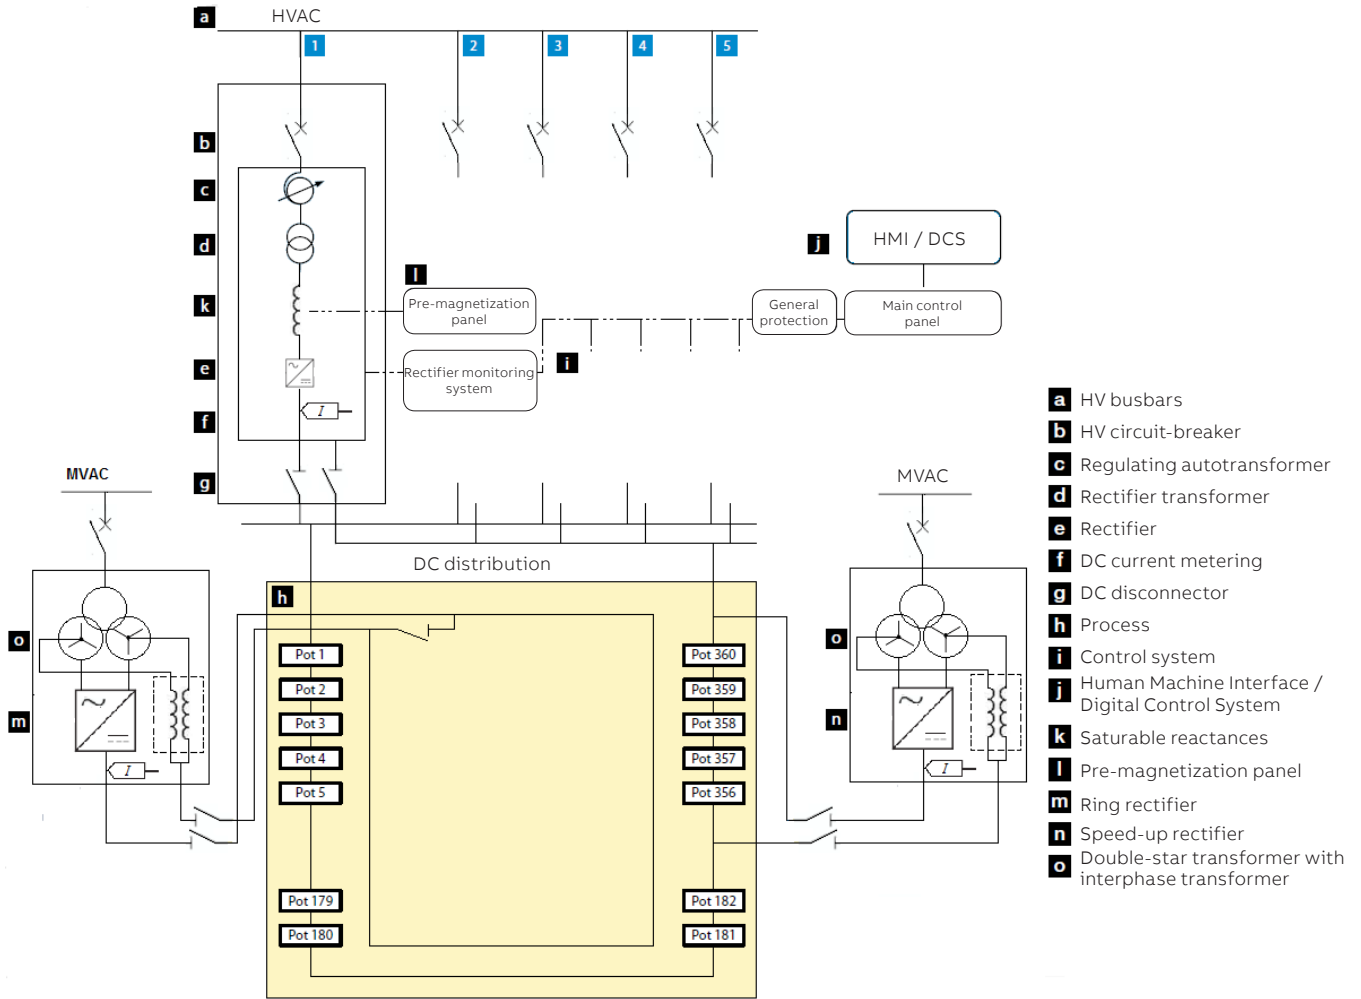 a HVAC
1 2 3 4 5
b
c
d
j HMI / DCS
l
k
Pre-magnetization
panel
General
protection
Main control
panel
i
e
Rectifier monitoring
system
f I
g
MVAC
MVAC
DC distribution
h
o
o
m
n
I
I
Pot 1
Pot 2
Pot 3
Pot 4
Pot 5
Pot 179
Pot 180
Pot 360
Pot 359
Pot 358
Pot 357
Pot 356
Pot 182
Pot 181
a HV busbars
b HV circuit-breaker
c Regulating autotransformer
d Rectifier transformer
e Rectifier
f DC current metering
g DC disconnector
h Process
i Control system
j Human Machine Interface /
Digital Control System
k Saturable reactances
l Pre-magnetization panel
m Ring rectifier
n Speed-up rectifier
o Double-star transformer with
interphase transformer